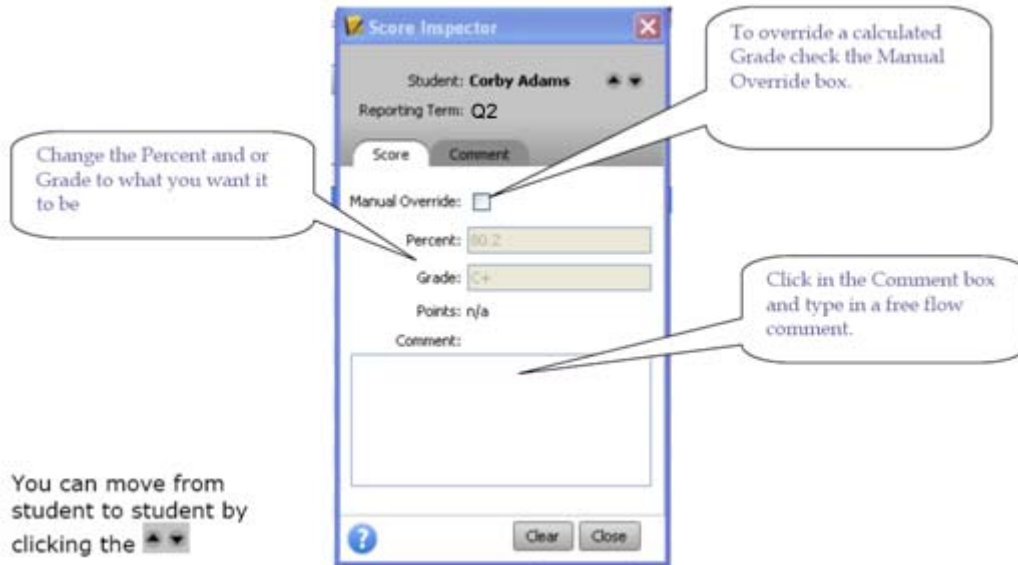 Score Inspector
Student: Corby Adams
Reporting Term: Q2
Score
Comment
Manual Override:
Percent: 80.2
Grade: C+
Points: n/a
Comment:
Clear
Close
To override a calculated
Grade check the Manual
Override box.
Change the Percent and or
Grade to what you want it
to be
Click in the Comment box
and type in a free flow
comment.
You can move from
student to student by
clicking the